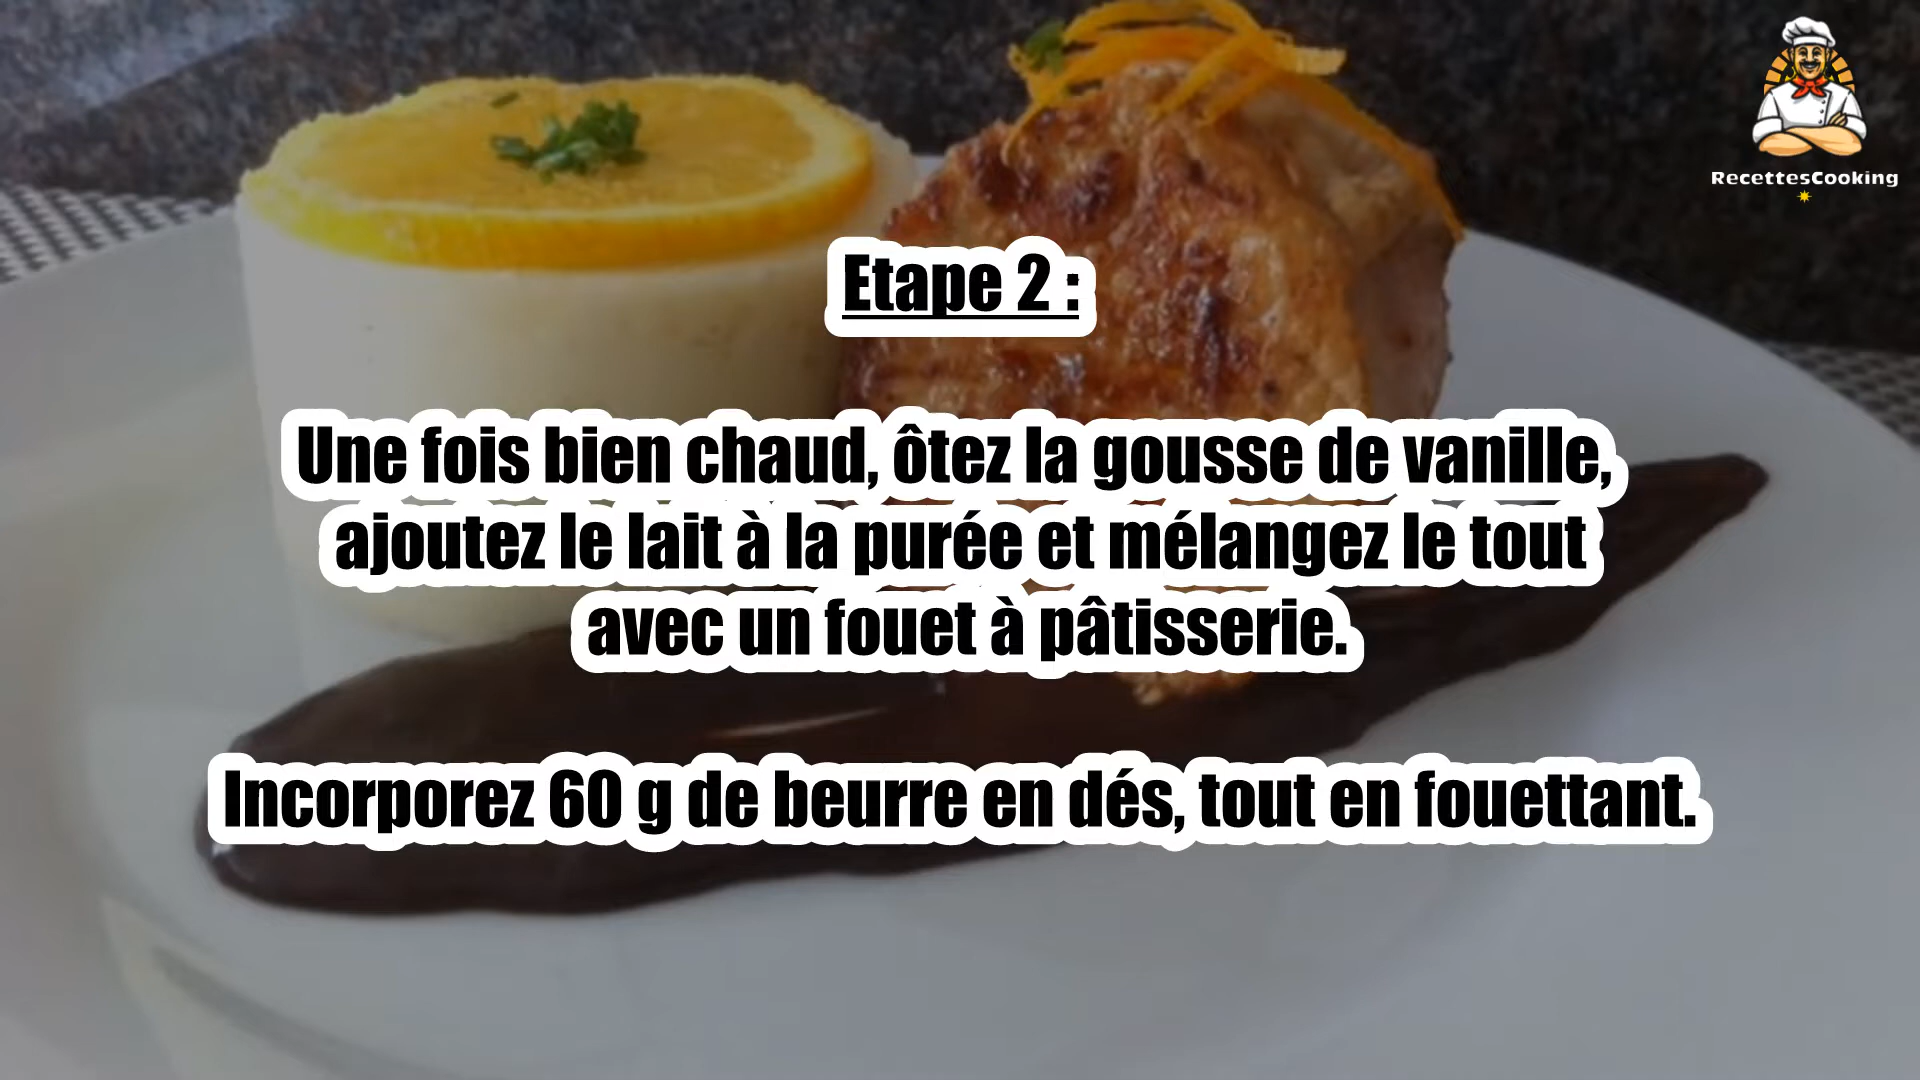 RecettesCooking
Etape 2 :
Une fois bien chaud, ôtez la gousse de vanille,
ajoutez le lait à la purée et mélangez le tout
avec un fouet à pâtisserie.
Incorporez 60 g de beurre en dés, tout en fouettant.